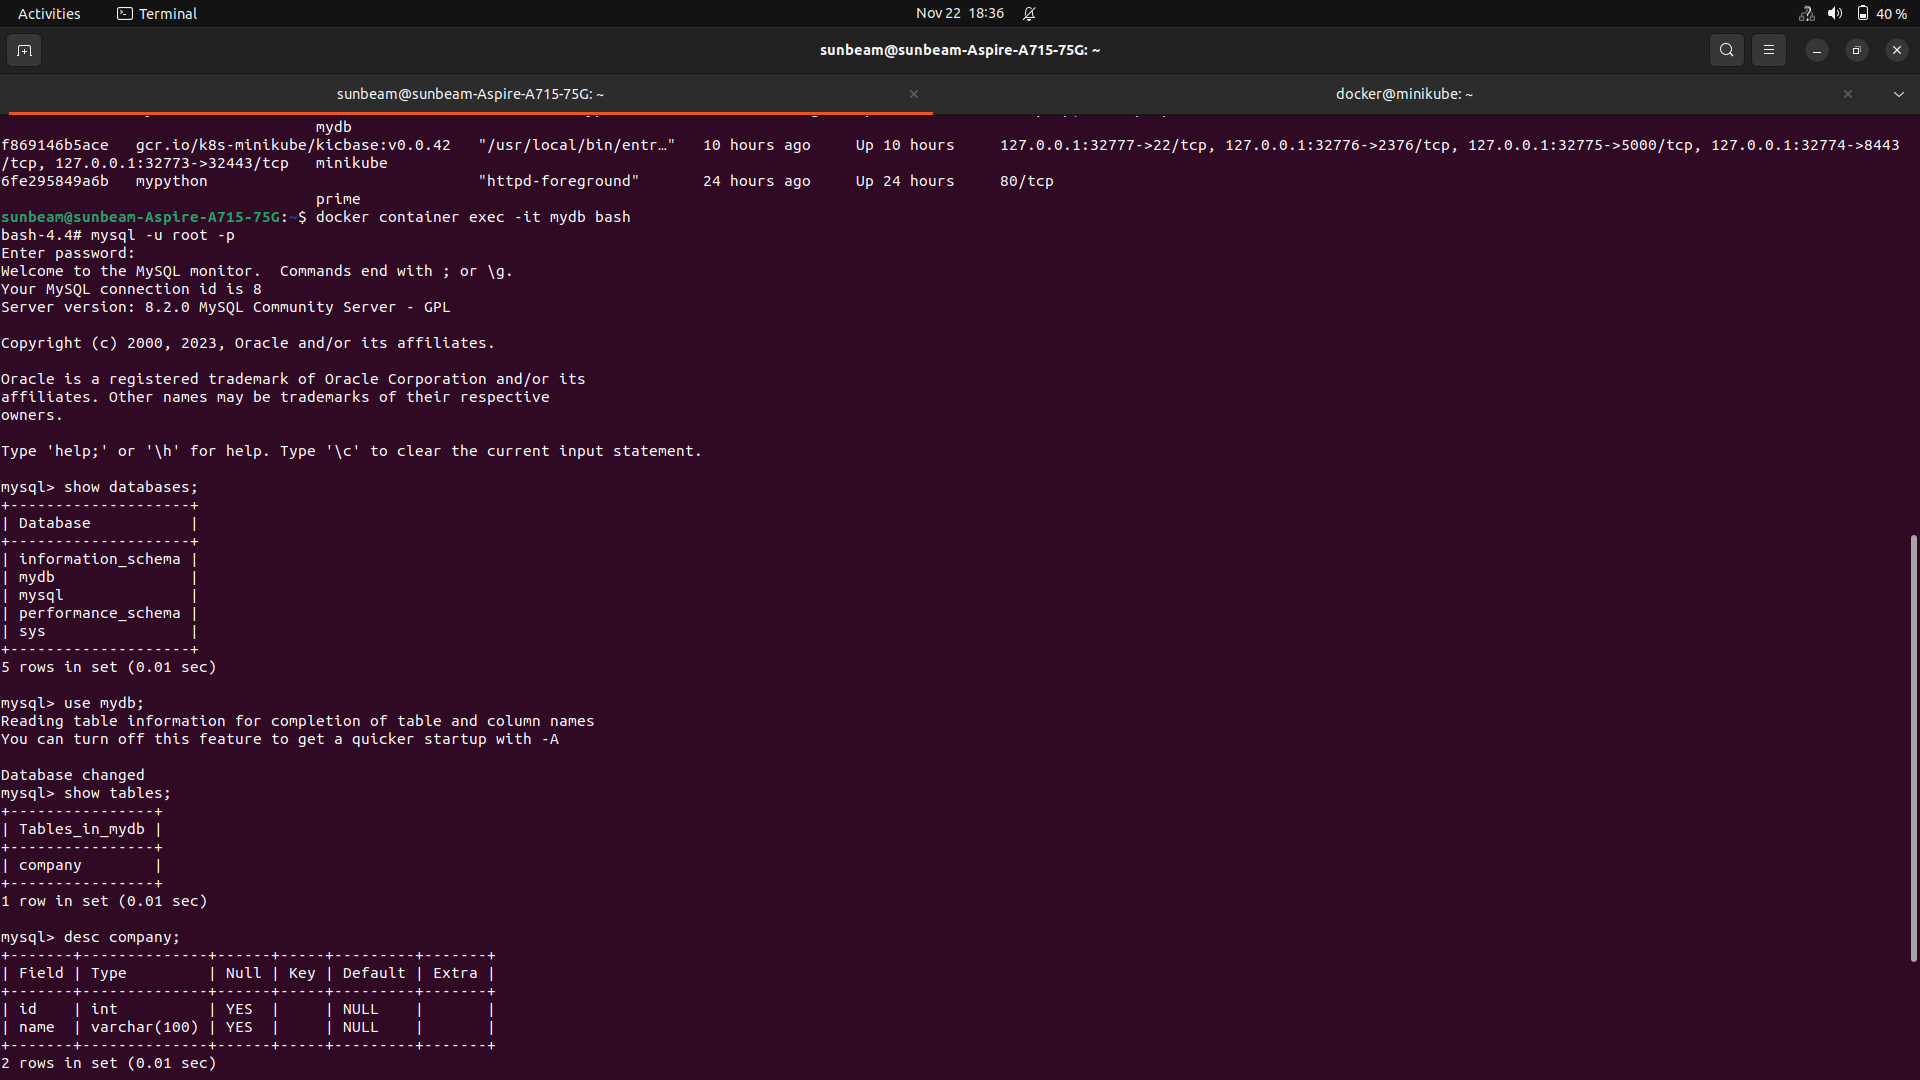 Activities Terminal Nov 22 18:36 40 %
sunbeam@sunbeam-Aspire-A715-75G: ~
sunbeam@sunbeam-Aspire-A715-75G: ~ × docker@minikube: ~ ×
mydb
f869146b5ace   gcr.io/k8s-minikube/kicbase:v0.0.42   "/usr/local/bin/entr…"   10 hours ago     Up 10 hours     127.0.0.1:32777->22/tcp, 127.0.0.1:32776->2376/tcp, 127.0.0.1:32775->5000/tcp, 127.0.0.1:32774->8443
/tcp, 127.0.0.1:32773->32443/tcp   minikube
6fe295849a6b   mypython                              "httpd-foreground"       24 hours ago     Up 24 hours     80/tcp
prime
sunbeam@sunbeam-Aspire-A715-75G:~$ docker container exec -it mydb bash
bash-4.4# mysql -u root -p
Enter password:
Welcome to the MySQL monitor.  Commands end with ; or \g.
Your MySQL connection id is 8
Server version: 8.2.0 MySQL Community Server - GPL
Copyright (c) 2000, 2023, Oracle and/or its affiliates.
Oracle is a registered trademark of Oracle Corporation and/or its
affiliates. Other names may be trademarks of their respective
owners.
Type 'help;' or '\h' for help. Type '\c' to clear the current input statement.
mysql> show databases;
+--------------------+
| Database           |
+--------------------+
| information_schema |
| mydb               |
| mysql              |
| performance_schema |
| sys                |
+--------------------+
5 rows in set (0.01 sec)
mysql> use mydb;
Reading table information for completion of table and column names
You can turn off this feature to get a quicker startup with -A
Database changed
mysql> show tables;
+----------------+
| Tables_in_mydb |
+----------------+
| company        |
+----------------+
1 row in set (0.01 sec)
mysql> desc company;
+-------+--------------+------+-----+---------+-------+
| Field | Type         | Null | Key | Default | Extra |
+-------+--------------+------+-----+---------+-------+
| id    | int          | YES  |     | NULL    |       |
| name  | varchar(100) | YES  |     | NULL    |       |
+-------+--------------+------+-----+---------+-------+
2 rows in set (0.01 sec)